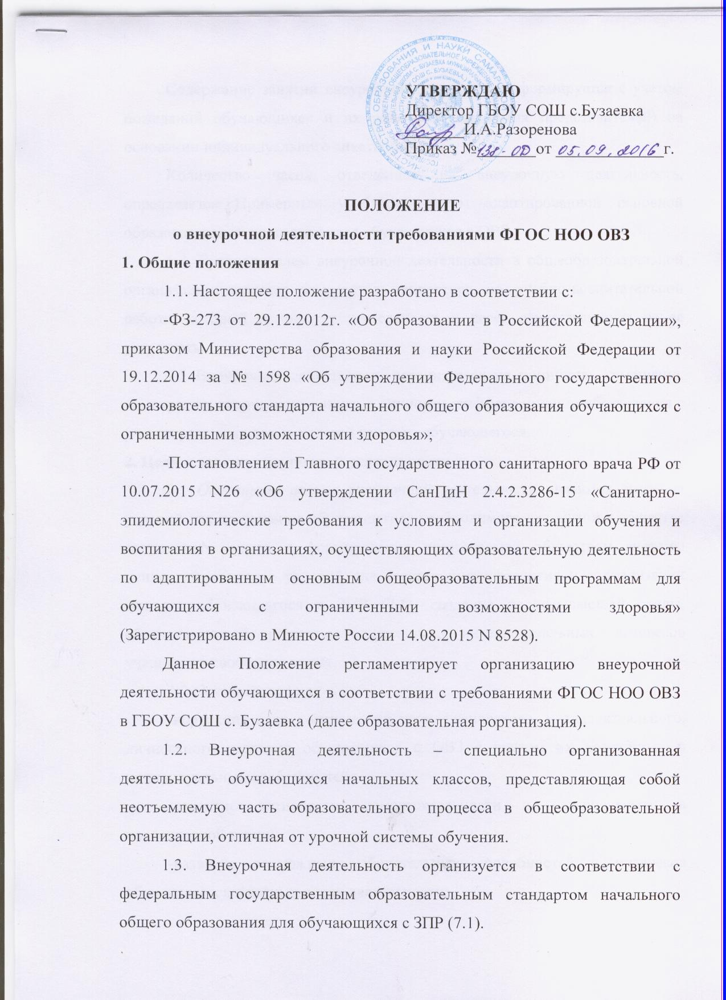 УТВЕРЖДАЮ
Директор ГБОУ СОШ с.Бузаевка
И.А.Разоренова
Приказ № 138-ОД от 05.09.2016 г.
ПОЛОЖЕНИЕ
о внеурочной деятельности требованиями ФГОС НОО ОВЗ
1. Общие положения
1.1. Настоящее положение разработано в соответствии с:
-ФЗ-273 от 29.12.2012г. «Об образовании в Российской Федерации»,
приказом Министерства образования и науки Российской Федерации от
19.12.2014 за № 1598 «Об утверждении Федерального государственного
образовательного стандарта начального общего образования обучающихся с
ограниченными возможностями здоровья»;
-Постановлением Главного государственного санитарного врача РФ от
10.07.2015 N26 «Об утверждении СанПиН 2.4.2.3286-15 «Санитарно-
эпидемиологические требования к условиям и организации обучения и
воспитания в организациях, осуществляющих образовательную деятельность
по адаптированным основным общеобразовательным программам для
обучающихся с ограниченными возможностями здоровья»
(Зарегистрировано в Минюсте России 14.08.2015 N 8528).
Данное Положение регламентирует организацию внеурочной
деятельности обучающихся в соответствии с требованиями ФГОС НОО ОВЗ
в ГБОУ СОШ с. Бузаевка (далее образовательная рорганизация).
1.2. Внеурочная деятельность – специально организованная
деятельность обучающихся начальных классов, представляющая собой
неотъемлемую часть образовательного процесса в общеобразовательной
организации, отличная от урочной системы обучения.
1.3. Внеурочная деятельность организуется в соответствии с
федеральным государственным образовательным стандартом начального
общего образования для обучающихся с ЗПР (7.1).